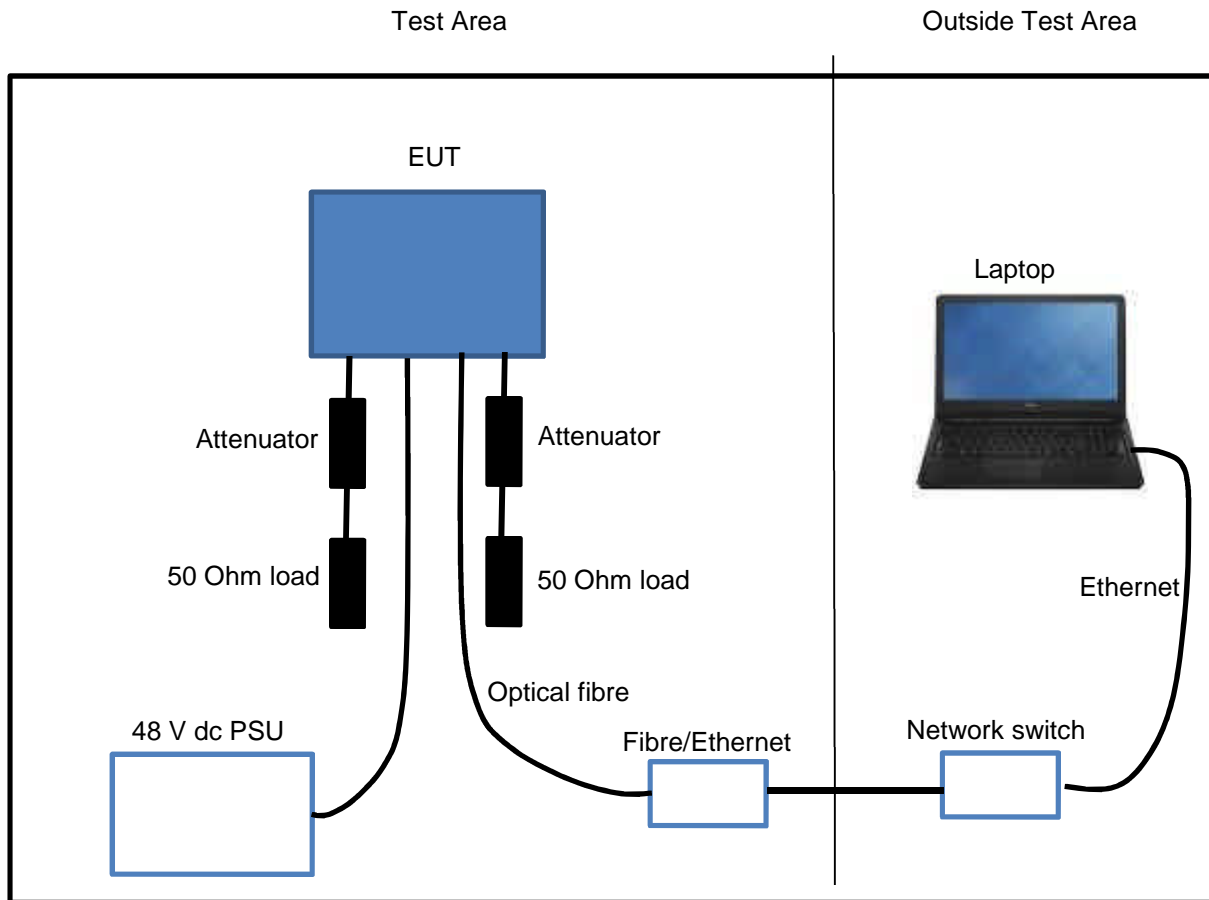 Test Area
Outside Test Area
EUT
Laptop
Attenuator
Attenuator
50 Ohm load
50 Ohm load
Ethernet
Optical fibre
48 V dc PSU
Fibre/Ethernet
Network switch